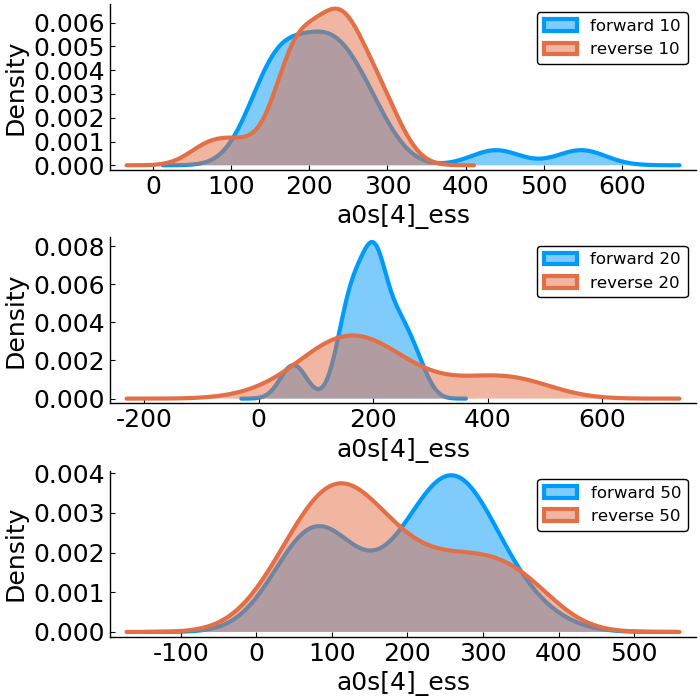 Density
0.006
0.005
0.004
0.003
0.002
0.001
0.000
0 100 200 300 400 500 600
a0s[4]_ess
forward 10
reverse 10
Density
0.008
0.006
0.004
0.002
0.000
-200 0 200 400 600
a0s[4]_ess
forward 20
reverse 20
Density
0.004
0.003
0.002
0.001
0.000
-100 0 100 200 300 400 500
a0s[4]_ess
forward 50
reverse 50